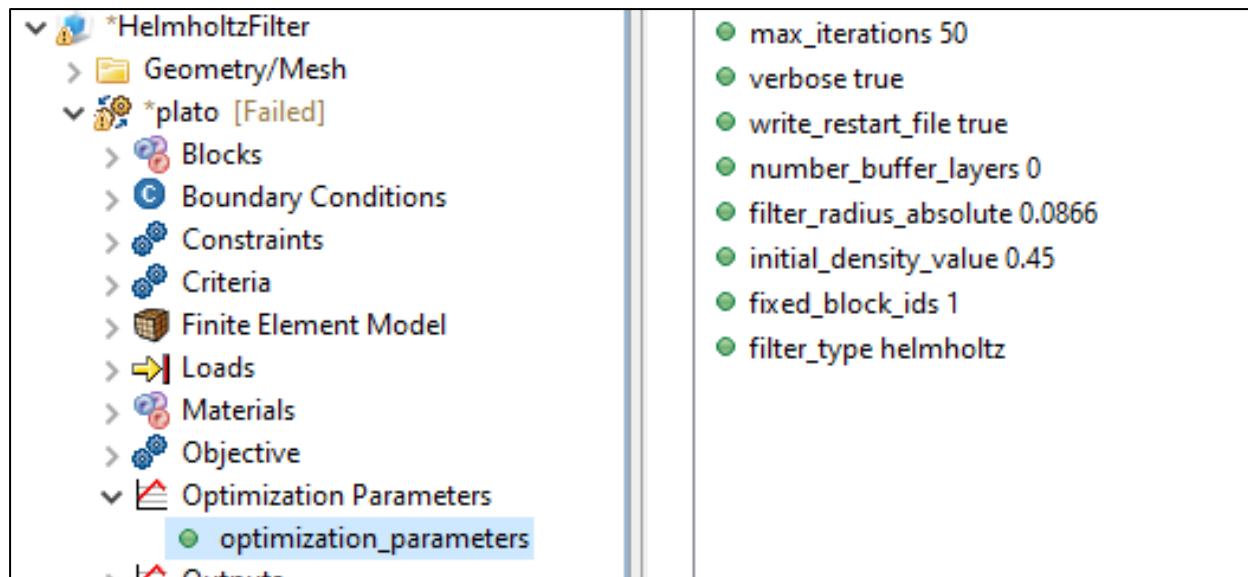 *HelmholtzFilter
Geometry/Mesh
*plato [Failed]
Blocks
C Boundary Conditions
Constraints
Criteria
Finite Element Model
Loads
Materials
Objective
Optimization Parameters
optimization_parameters
Outputs
max_iterations 50
verbose true
write_restart_file true
number_buffer_layers 0
filter_radius_absolute 0.0866
initial_density_value 0.45
fixed_block_ids 1
filter_type helmholtz